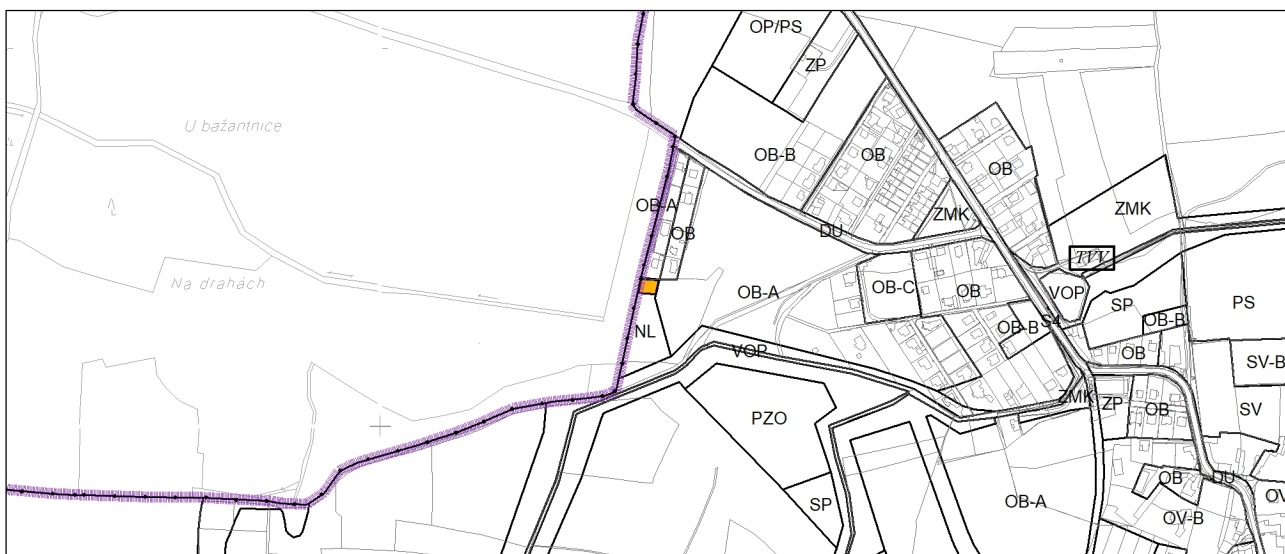 OP/PS
ZP
U bažantnice
OB-B
OB
OB
OB-A
ZMK
ZMK
OB
DU
TVV
Na drahách
OB-A
OB-C
OB
VOP
SP
PS
NL
OB-B
S4
OB-B
VOP
OB
SV-B
ZMK
ZP
OB
SV
PZO
SP
OB-A
OB
DU
OV-B
OV